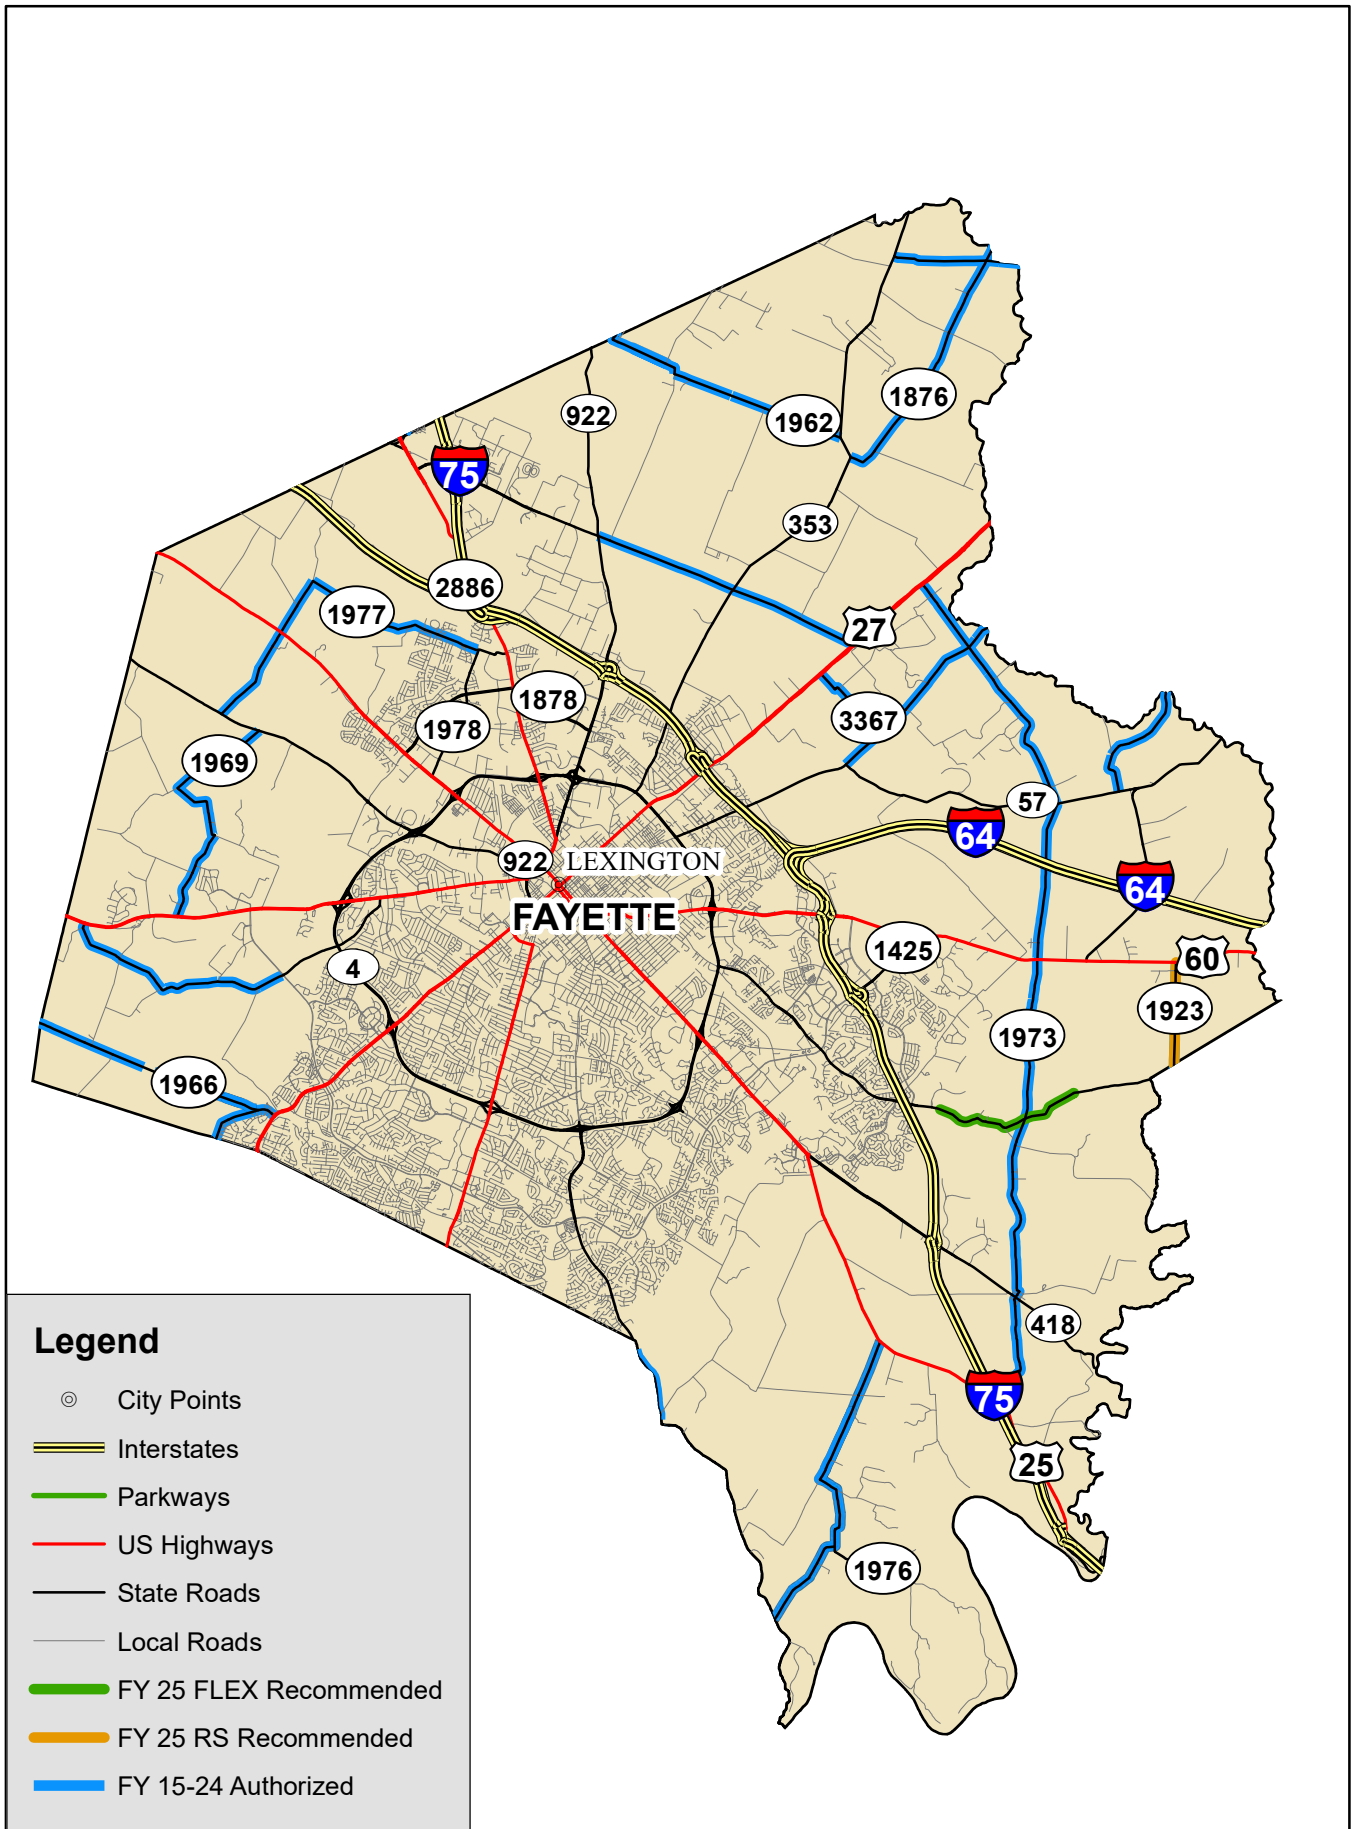 1876
922
1962
75
353
2886
1977
27
1878
3367
1978
1969
57
64
922
LEXINGTON
64
FAYETTE
1425
60
4
1923
1973
1966
418
75
25
1976
Legend
City Points
Interstates
Parkways
US Highways
State Roads
Local Roads
FY 25 FLEX Recommended
FY 25 RS Recommended
FY 15-24 Authorized